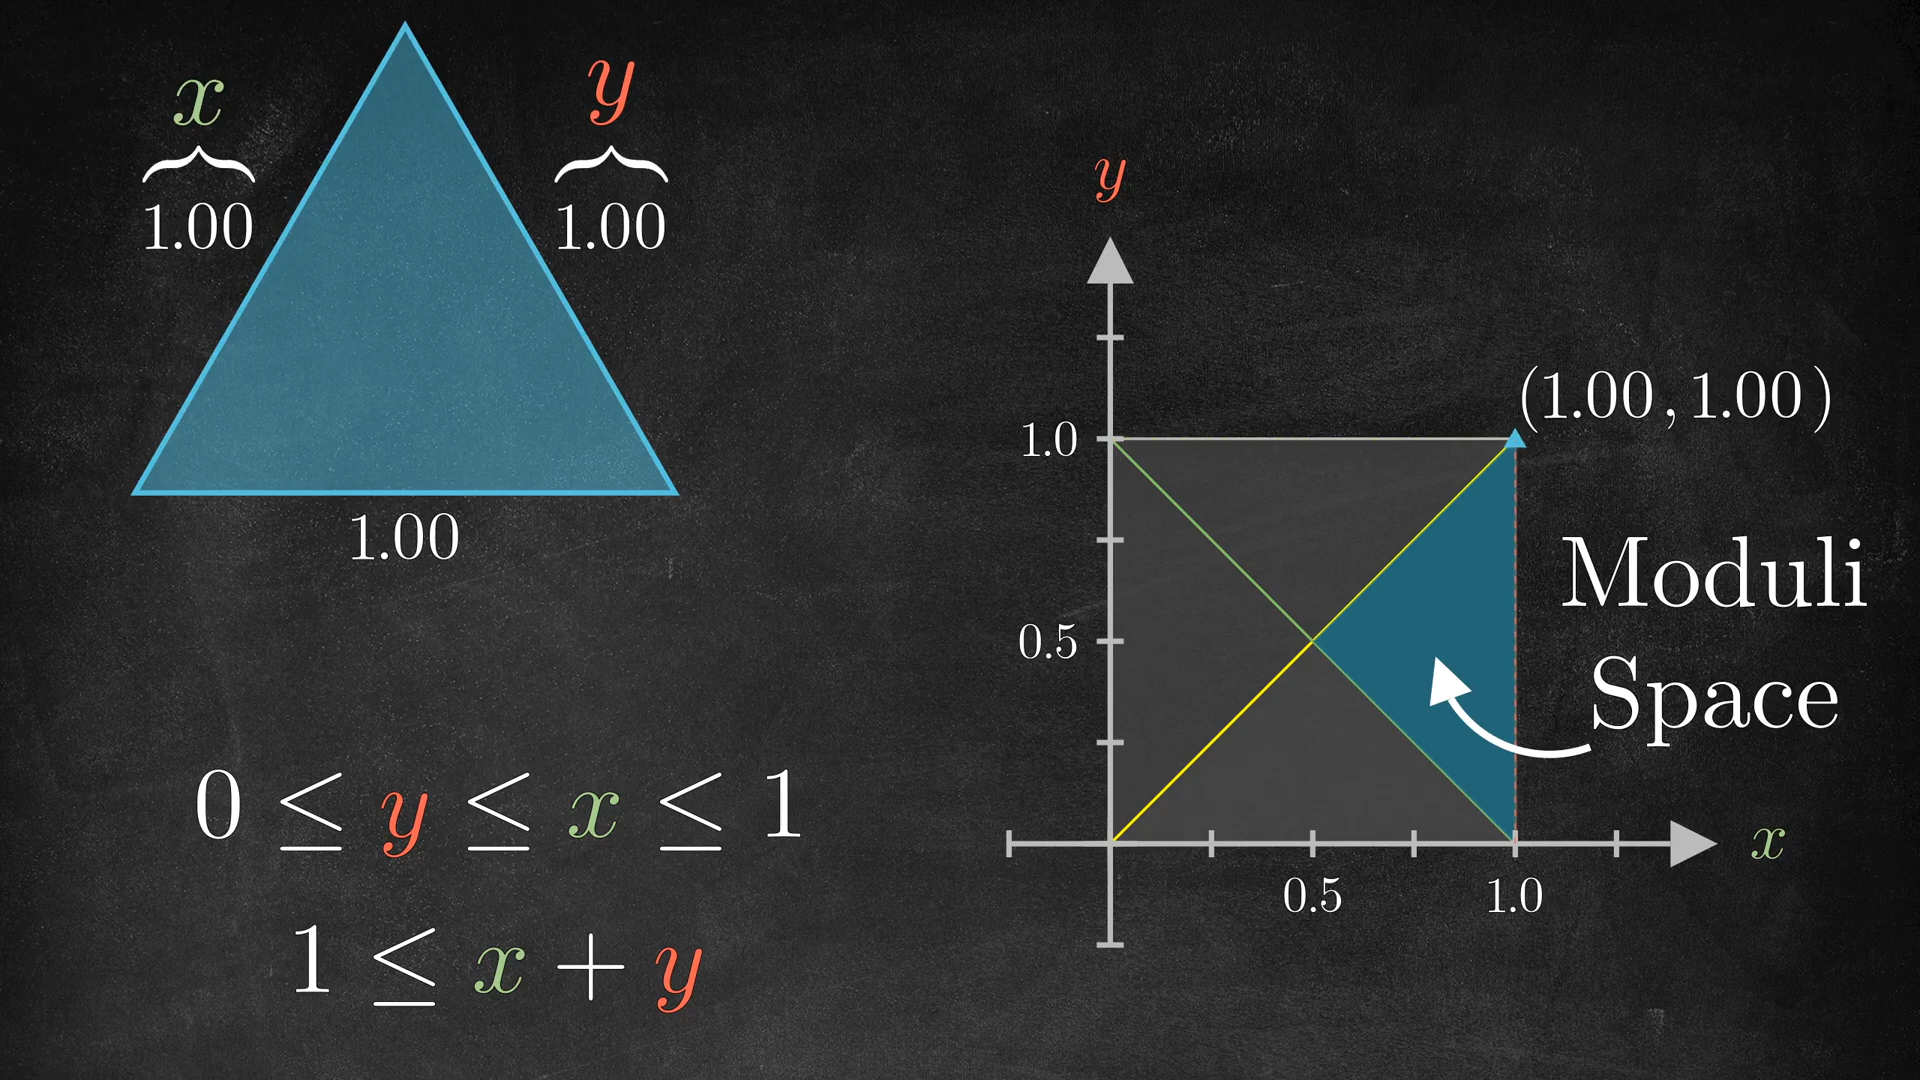 x
y
1.00
1.00
1.00
0 ≤ y ≤ x ≤ 1
1 ≤ x + y
y
(1.00, 1.00)
1.0
0.5
Moduli
Space
x
0.5
1.0